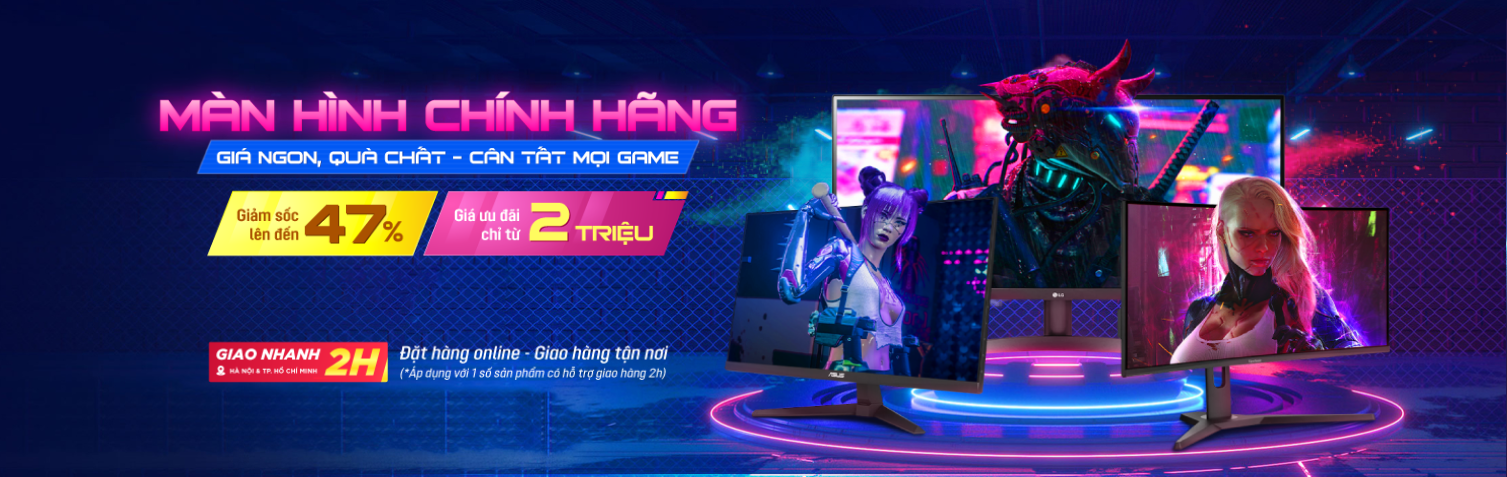 MÀN HÌNH CHÍNH HÃNG
GIÁ NGON, QUÀ CHẤT - CÂN TẤT MỌI GAME
Giảm sốc
lên đến
47%
Giá ưu đãi
chỉ từ
2 TRIỆU
GIAO NHANH
HÀ NỘI & TP. HỒ CHÍ MINH
2H
Đặt hàng online - Giao hàng tận nơi
(*Áp dụng với 1 số sản phẩm có hỗ trợ giao hàng 2h)
LG
ASUS